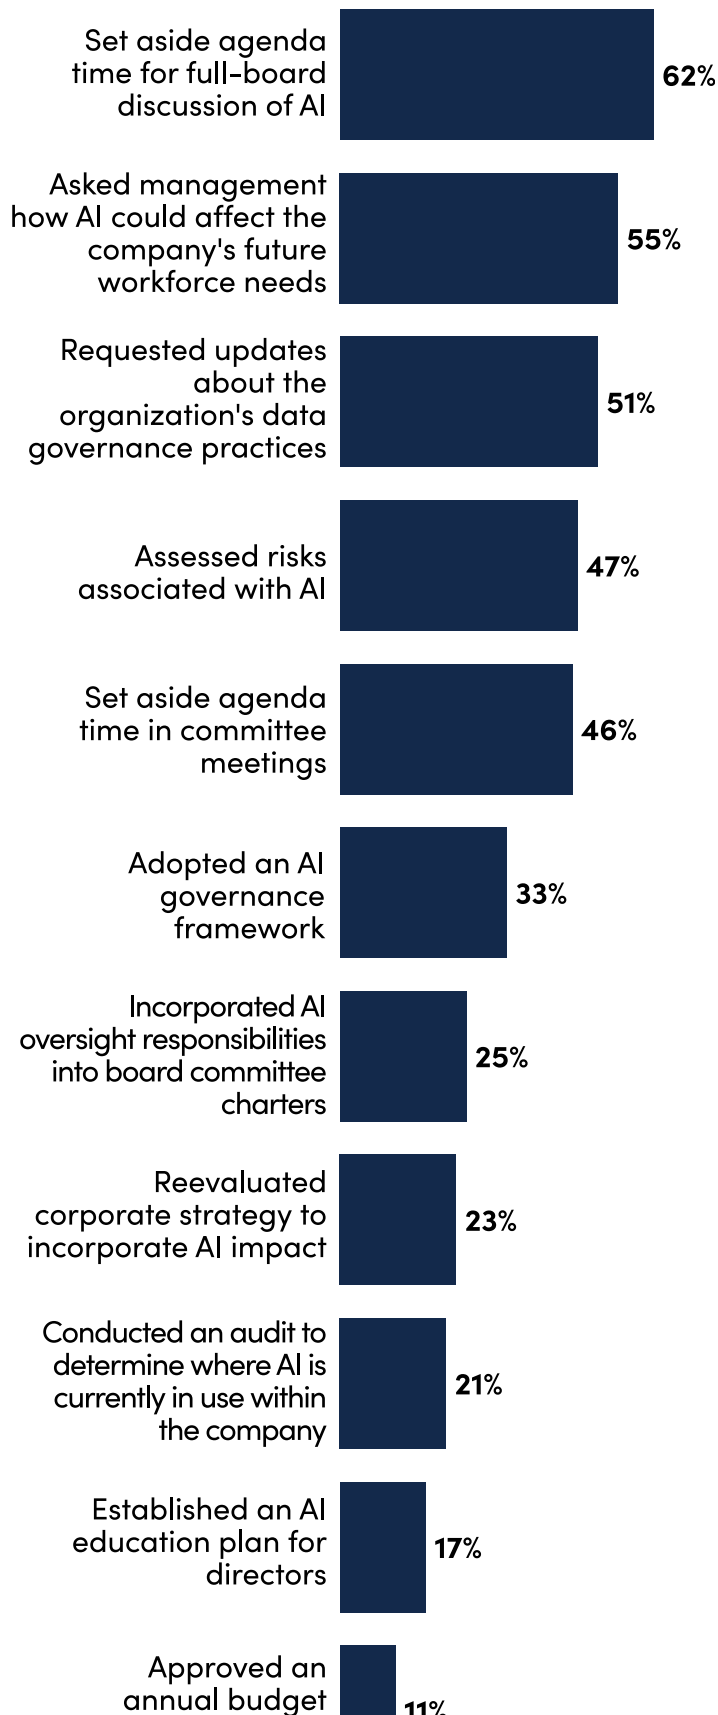 Set aside agenda
time for full-board
discussion of AI
62%
Asked management
how AI could affect the
company's future
workforce needs
55%
Requested updates
about the
organization's data
governance practices
51%
Assessed risks
associated with AI
47%
Set aside agenda
time in committee
meetings
46%
Adopted an AI
governance
framework
33%
Incorporated AI
oversight responsibilities
into board committee
charters
25%
Reevaluated
corporate strategy to
incorporate AI impact
23%
Conducted an audit to
determine where AI is
currently in use within
the company
21%
Established an AI
education plan for
directors
17%
Approved an
annual budget
11%